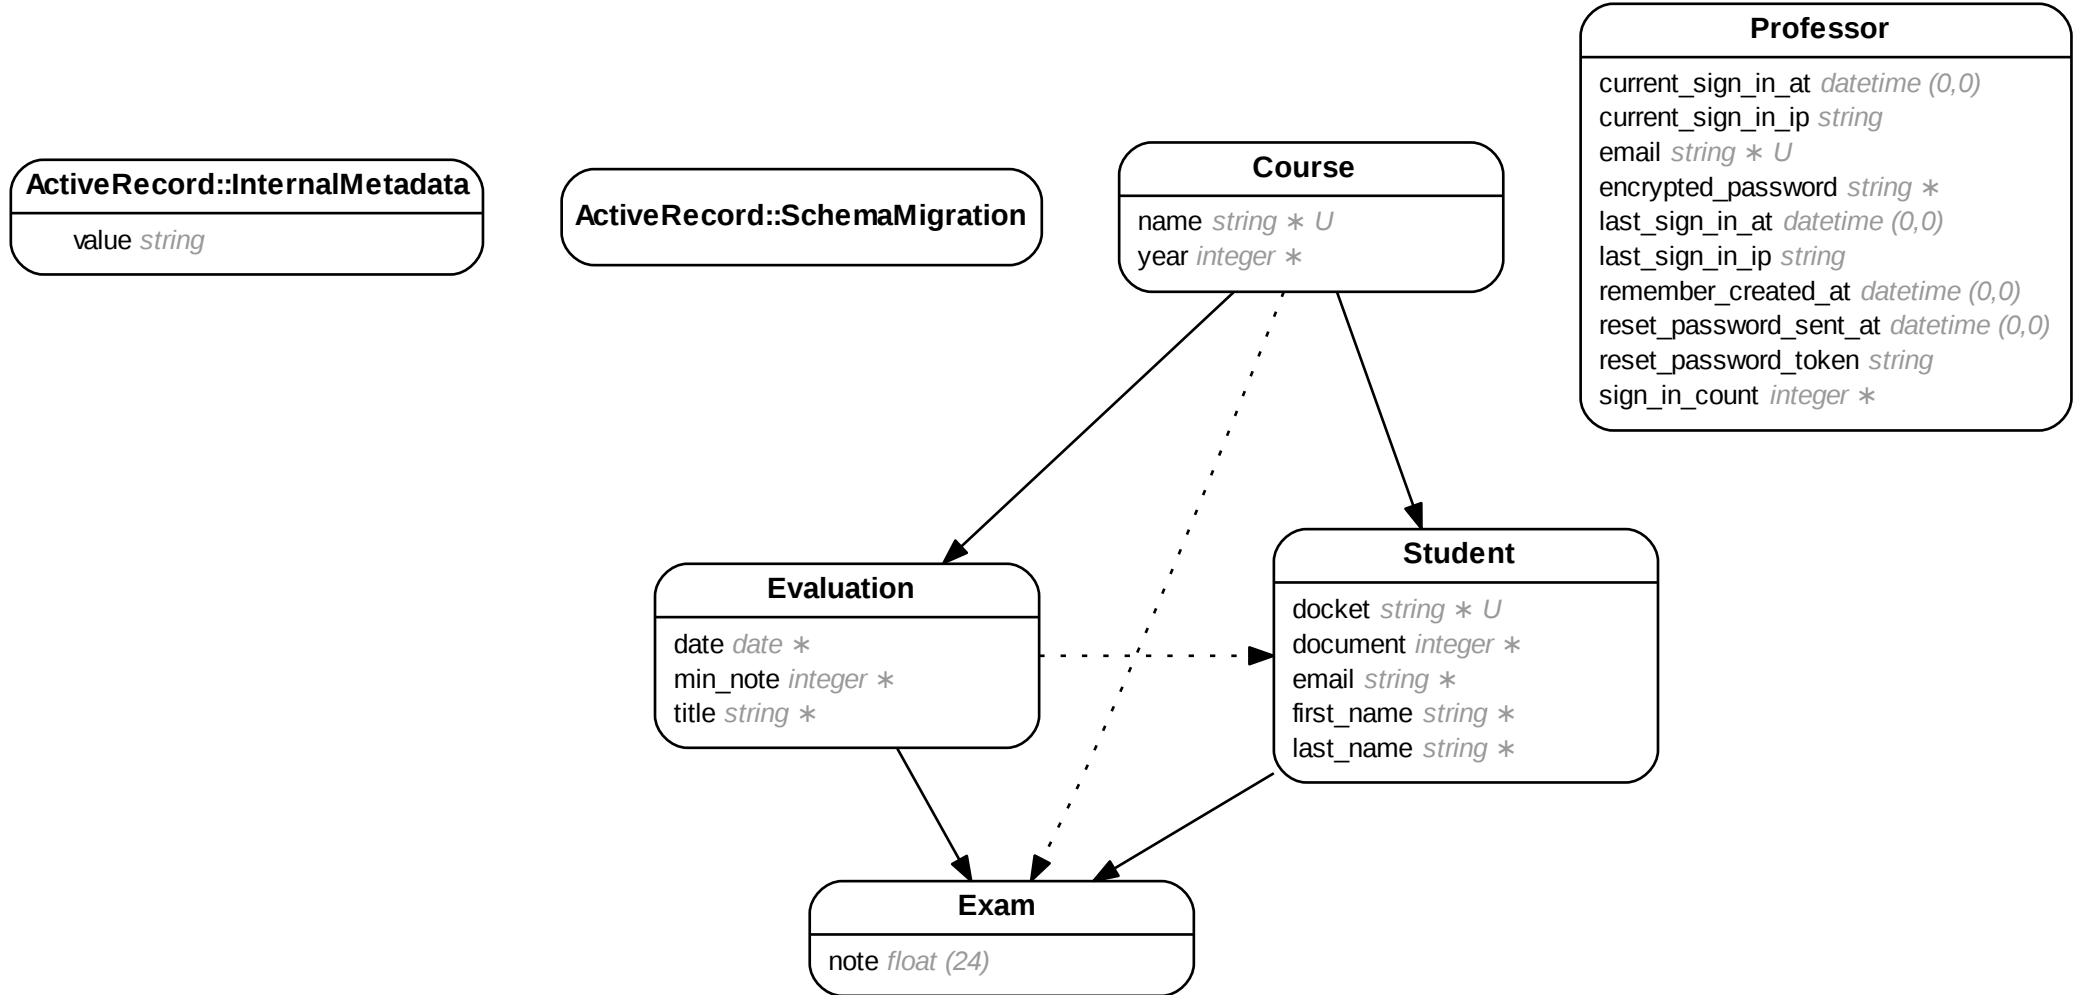 Professor
current_sign_in_at datetime (0,0)
current_sign_in_ip string
email string ∗ U
encrypted_password string ∗
last_sign_in_at datetime (0,0)
last_sign_in_ip string
remember_created_at datetime (0,0)
reset_password_sent_at datetime (0,0)
reset_password_token string
sign_in_count integer ∗
ActiveRecord::InternalMetadata
value string
ActiveRecord::SchemaMigration
Course
name string ∗ U
year integer ∗
Evaluation
date date ∗
min_note integer ∗
title string ∗
Student
docket string ∗ U
document integer ∗
email string ∗
first_name string ∗
last_name string ∗
Exam
note float (24)